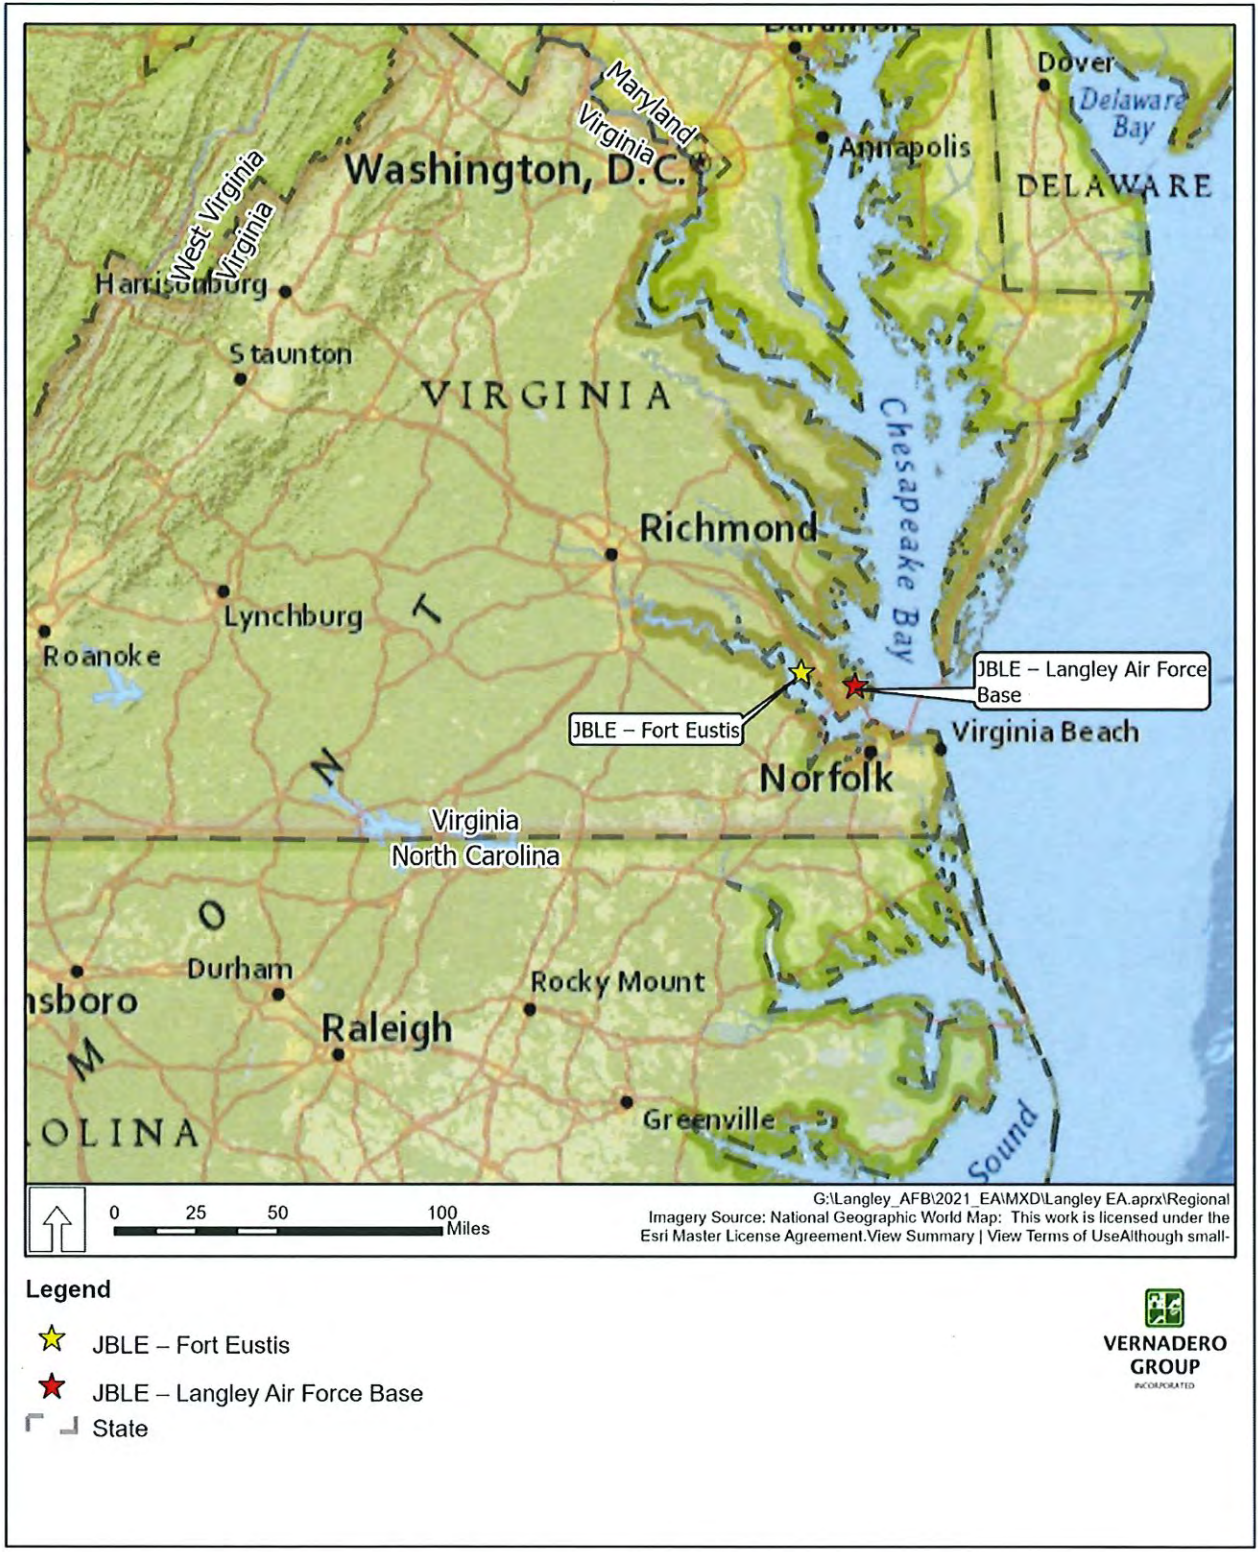 Dover
Delaware
Bay
Maryland
Virginia
Annapolis
Washington, D.C.
DELAWARE
West Virginia
Virginia
Harrisonburg
Staunton
VIRGINIA
Chesapeake Bay
Richmond
Lynchburg
T
Roanoke
JBLE – Langley Air Force
Base
JBLE – Fort Eustis
Virginia Beach
N
Norfolk
Virginia
North Carolina
O
Durham
Rocky Mount
nsboro
Raleigh
M
Greenville
OLINA
Sound
0 25 50 100
Miles
G:\Langley_AFB\2021_EA\MXD\Langley EA.aprx\Regional
Imagery Source: National Geographic World Map: This work is licensed under the
Esri Master License Agreement.View Summary | View Terms of UseAlthough small-
Legend
JBLE – Fort Eustis
JBLE – Langley Air Force Base
State
VERNADERO
GROUP
INCORPORATED